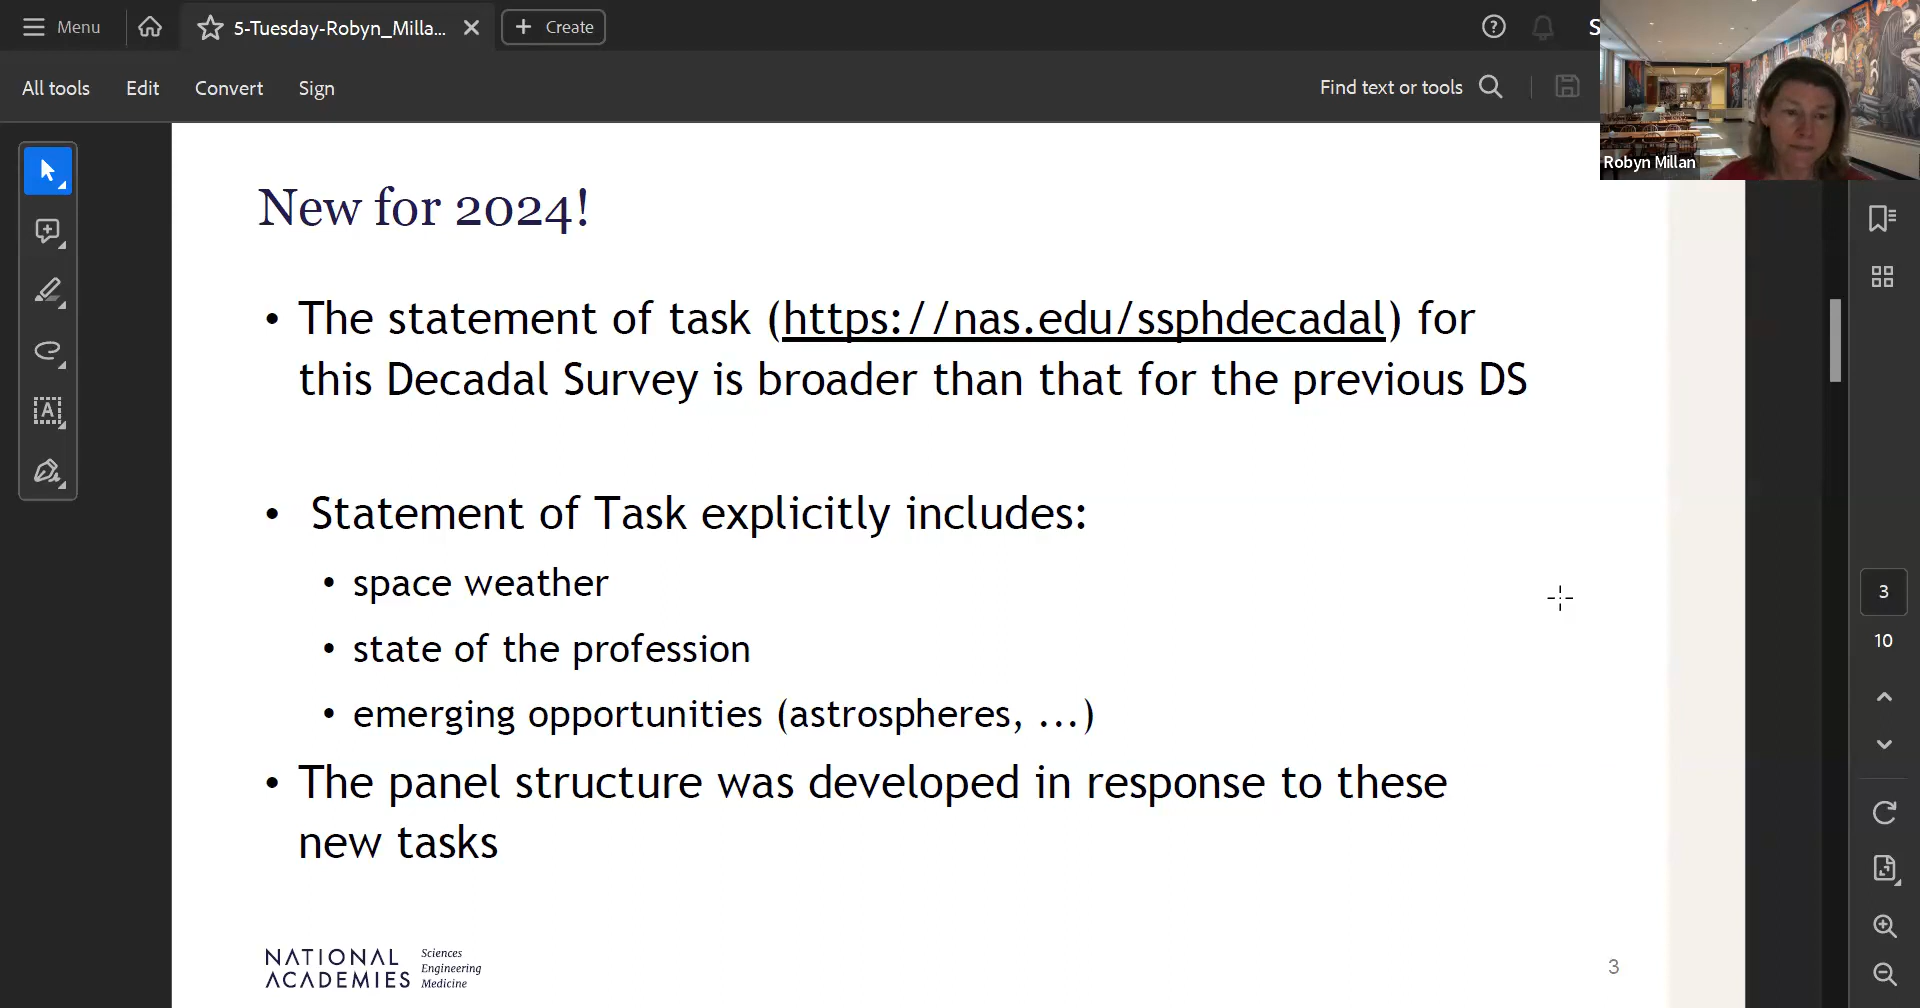 Menu
5-Tuesday-Robyn_Milla...
Create
S
All tools
Edit
Convert
Sign
Find text or tools
Robyn Millan
New for 2024!
• The statement of task (https://nas.edu/ssphdecadal) for
this Decadal Survey is broader than that for the previous DS
• Statement of Task explicitly includes:
• space weather
• state of the profession
• emerging opportunities (astrospheres, ...)
• The panel structure was developed in response to these
new tasks
3
10
NATIONAL
ACADEMIES
Sciences
Engineering
Medicine
3